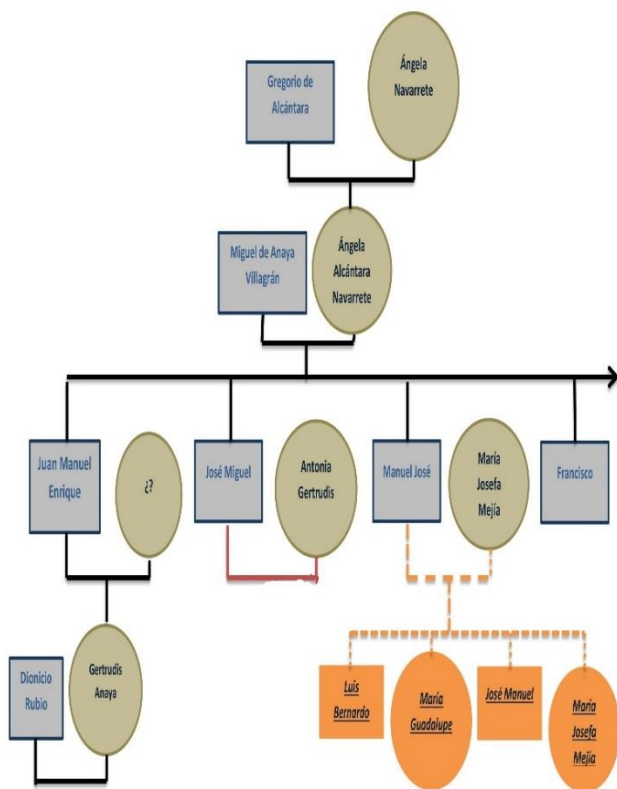 Gregorio de
Alcántara
Ángela
Navarrete
Miguel de Anaya
Villagrán
Ángela
Alcántara
Navarrete
Juan Manuel
Enrique
¿?
José Miguel
Antonia
Gertrudis
Manuel José
María
Josefa
Mejía
Francisco
Dionicio
Rubio
Gertrudis
Anaya
Luis
Bernardo
María
Guadalupe
José Manuel
María
Josefa
Mejía